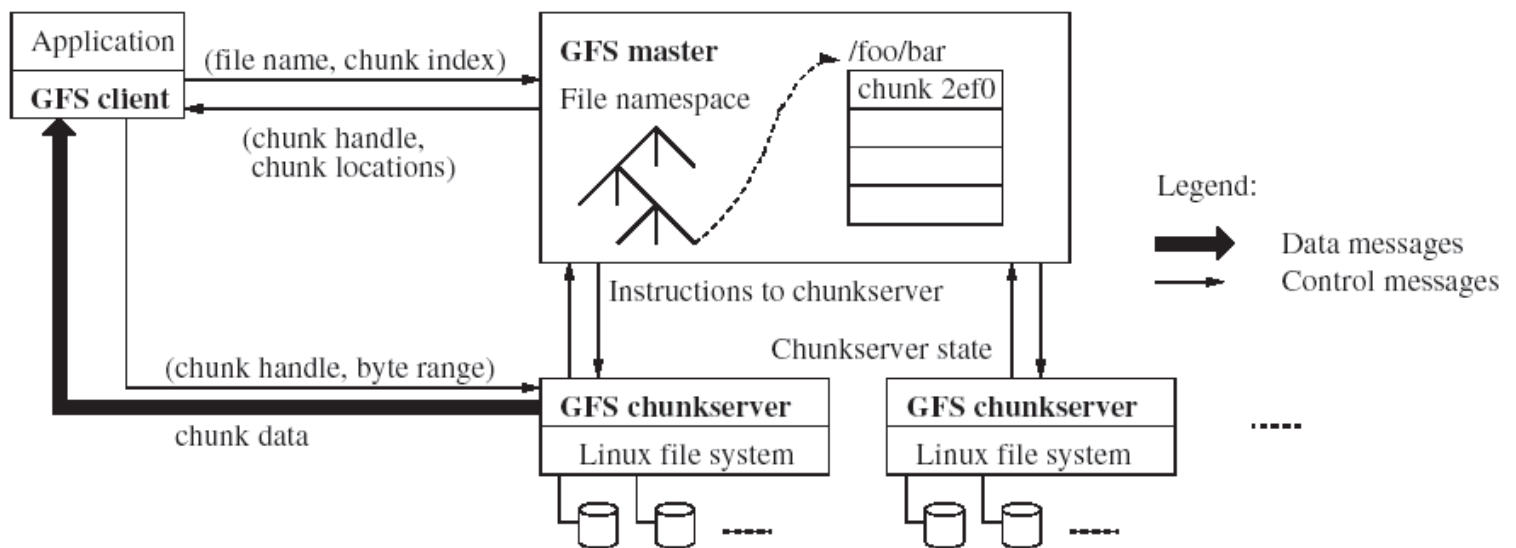 Application
GFS client
(file name, chunk index)
(chunk handle,
chunk locations)
GFS master
File namespace
/foo/bar
chunk 2ef0
Legend:
Data messages
Control messages
Instructions to chunkserver
Chunkserver state
(chunk handle, byte range)
chunk data
GFS chunkserver
Linux file system
GFS chunkserver
Linux file system